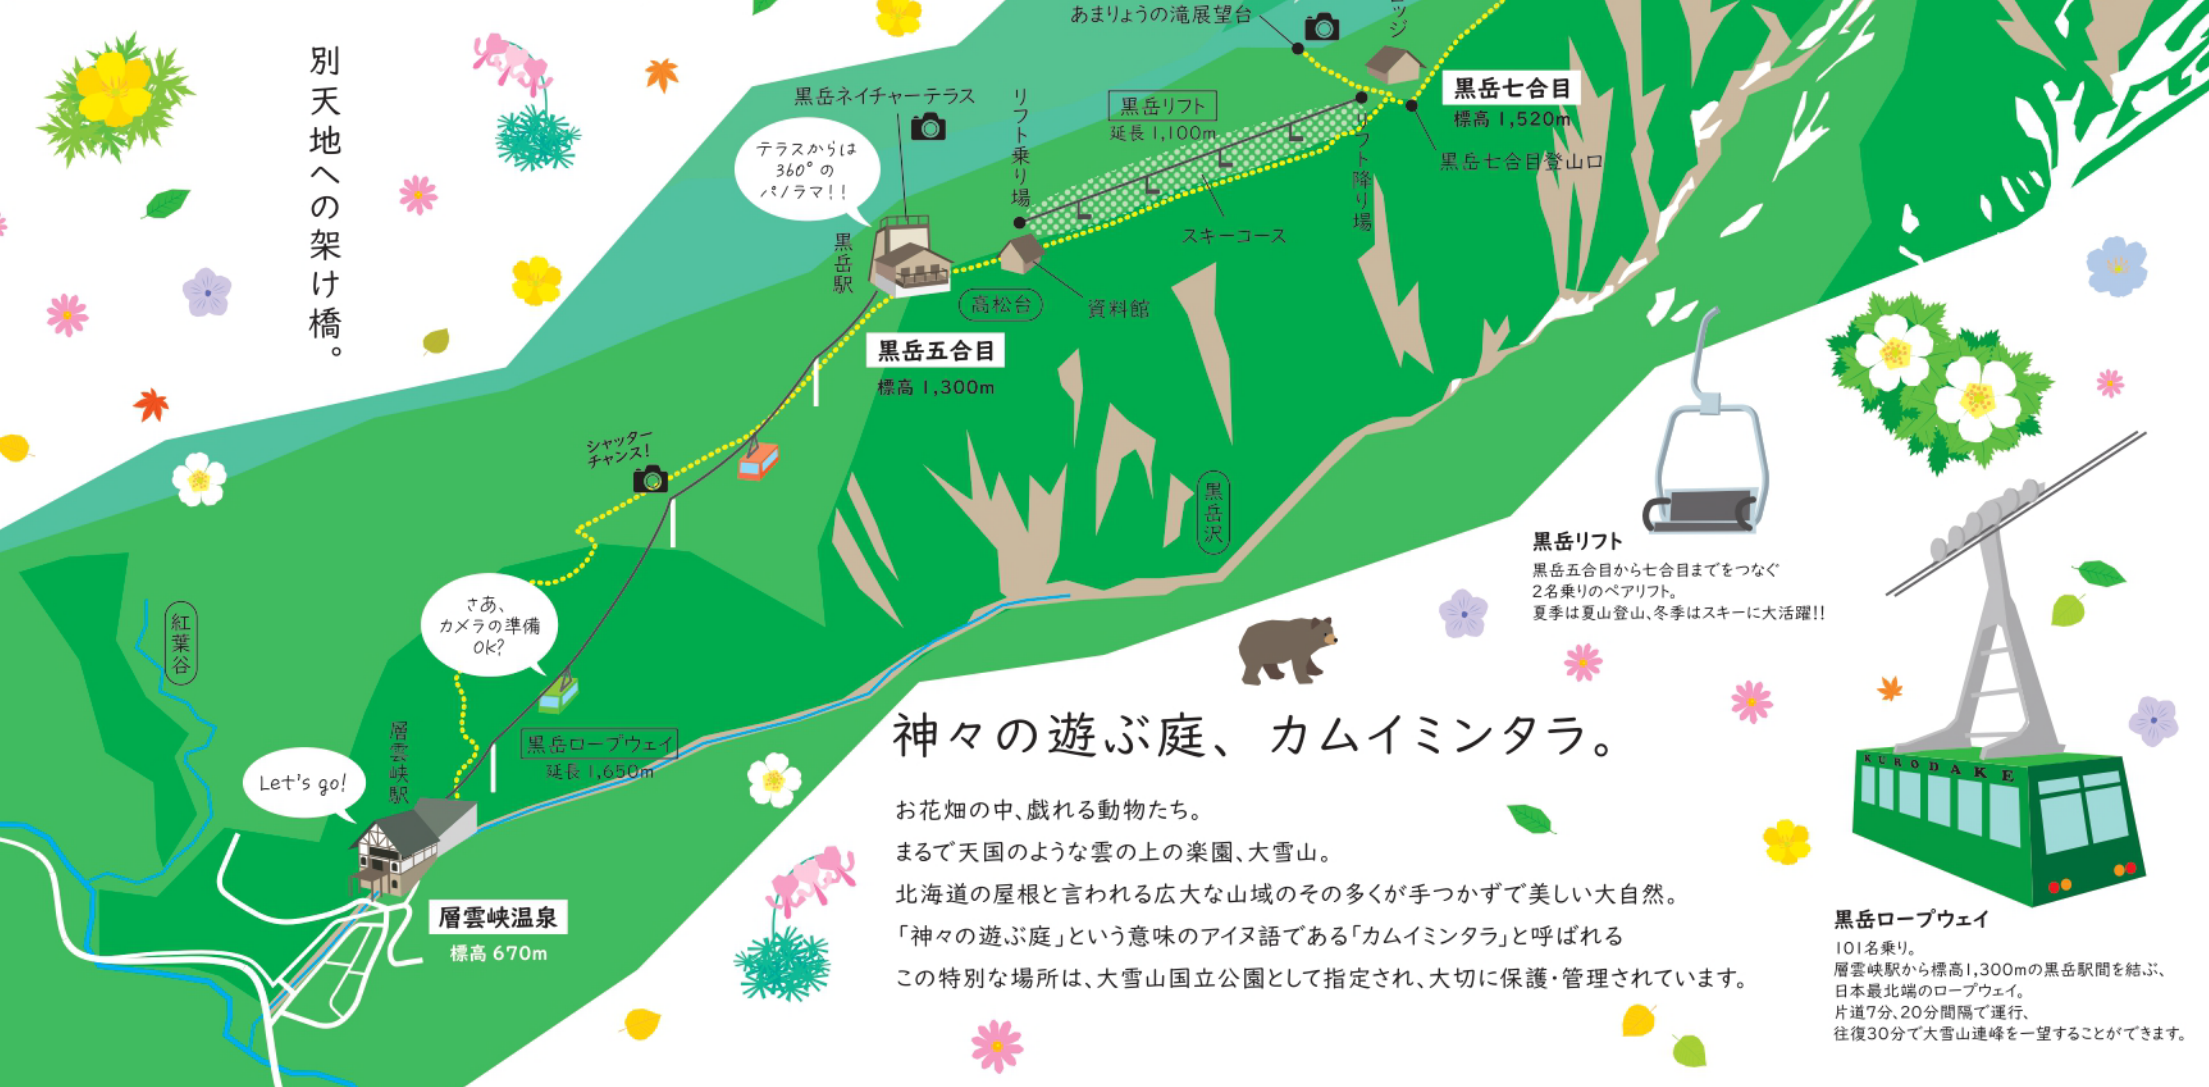 別天地への架け橋。
あまりょうの滝展望台
ッジ
黒岳七合目
標高 1,520m
黒岳七合目登山口
黒岳ネイチャーテラス
リフト乗り場
黒岳リフト
延長 1,100m
リフト降り場
スキーコース
テラスからは
360°の
パノラマ!!
黒岳駅
高松台
資料館
黒岳五合目
標高 1,300m
シャッター
チャンス!
黒岳沢
紅葉谷
さあ、
カメラの準備
OK?
黒岳ロープウェイ
延長 1,650m
層雲峡駅
Let's go!
層雲峡温泉
標高 670m
黒岳リフト
黒岳五合目から七合目までをつなぐ
2名乗りのペアリフト。
夏季は夏山登山、冬季はスキーに大活躍!!
神々の遊ぶ庭、カムイミンタラ。
お花畑の中、戯れる動物たち。
まるで天国のような雲の上の楽園、大雪山。
北海道の屋根と言われる広大な山域のその多くが手つかずで美しい大自然。
「神々の遊ぶ庭」という意味のアイヌ語である「カムイミンタラ」と呼ばれる
この特別な場所は、大雪山国立公園として指定され、大切に保護・管理されています。
KURODAKE
黒岳ロープウェイ
101名乗り。
層雲峡駅から標高1,300mの黒岳駅間を結ぶ、
日本最北端のロープウェイ。
片道7分、20分間隔で運行、
往復30分で大雪山連峰を一望することができます。